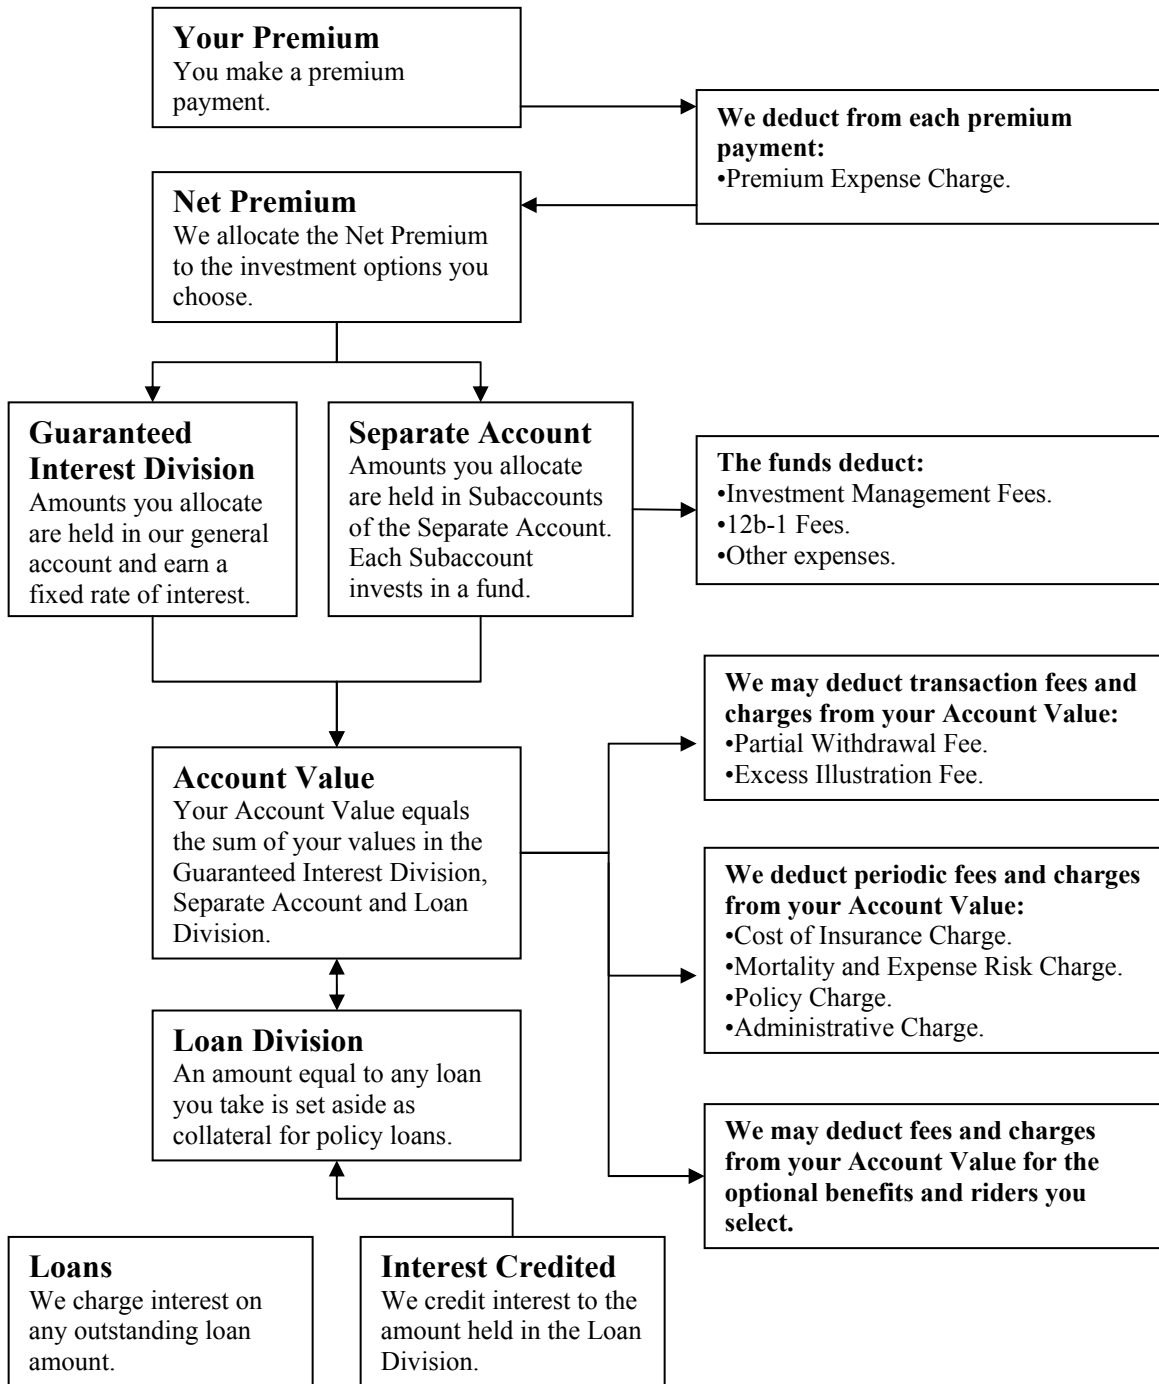 Your Premium
You make a premium
payment.
We deduct from each premium
payment:
•Premium Expense Charge.
Net Premium
We allocate the Net Premium
to the investment options you
choose.
Guaranteed
Interest Division
Amounts you allocate
are held in our general
account and earn a
fixed rate of interest.
Separate Account
Amounts you allocate
are held in Subaccounts
of the Separate Account.
Each Subaccount
invests in a fund.
The funds deduct:
•Investment Management Fees.
•12b-1 Fees.
•Other expenses.
We may deduct transaction fees and
charges from your Account Value:
•Partial Withdrawal Fee.
•Excess Illustration Fee.
Account Value
Your Account Value equals
the sum of your values in the
Guaranteed Interest Division,
Separate Account and Loan
Division.
We deduct periodic fees and charges
from your Account Value:
•Cost of Insurance Charge.
•Mortality and Expense Risk Charge.
•Policy Charge.
•Administrative Charge.
Loan Division
An amount equal to any loan
you take is set aside as
collateral for policy loans.
We may deduct fees and charges
from your Account Value for the
optional benefits and riders you
select.
Loans
We charge interest on
any outstanding loan
amount.
Interest Credited
We credit interest to the
amount held in the Loan
Division.